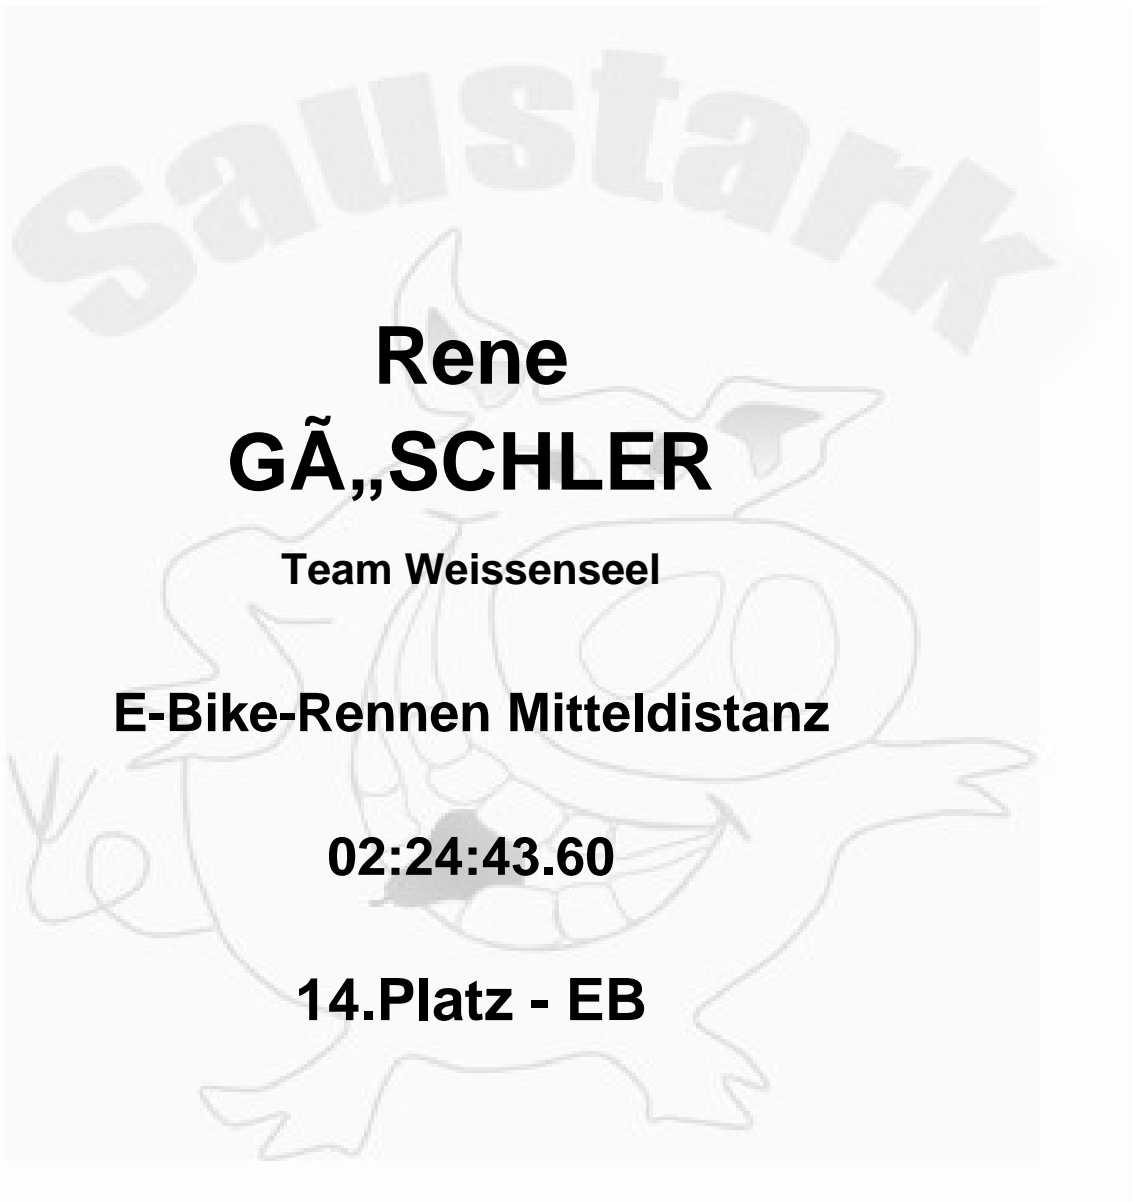 Saustark
Rene
GÃ„SCHLER
Team Weissenseel
E-Bike-Rennen Mitteldistanz
02:24:43.60
14.Platz - EB